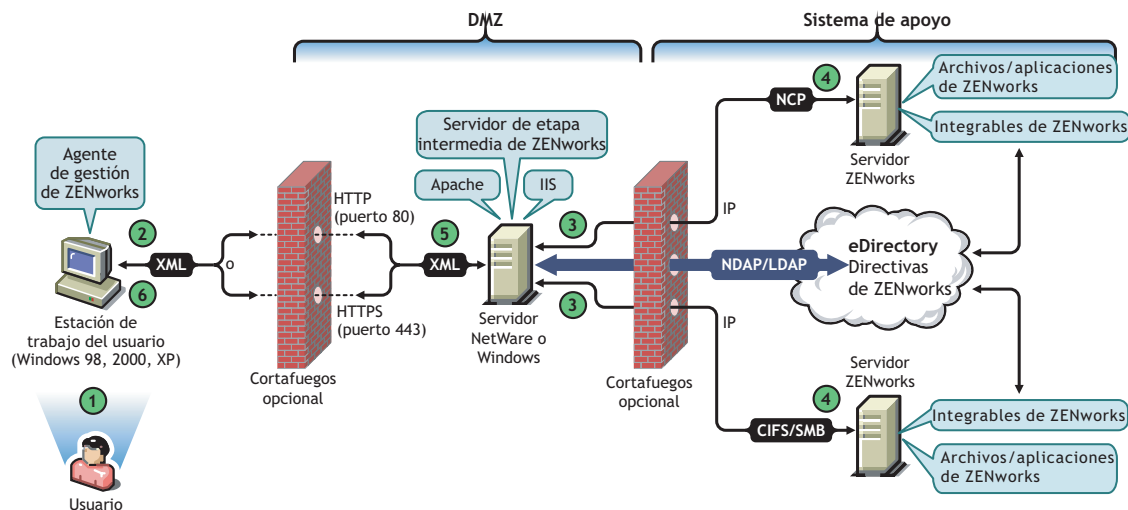 DMZ
Sistema de apoyo
Agente
de gestión
de ZENworks
2
XML
6
Estación de
trabajo del usuario
(Windows 98, 2000, XP)
1
Usuario
o
HTTP
(puerto 80)
HTTPS
(puerto 443)
Cortafuegos
opcional
Servidor de etapa
intermedia de ZENworks
Apache
IIS
5
XML
Servidor
NetWare o
Windows
3
3
NDAP/LDAP
Cortafuegos
opcional
IP
IP
NCP
4
Servidor
ZENworks
Archivos/aplicaciones
de ZENworks
Integrables de ZENworks
eDirectory
Directivas
de ZENworks
Servidor
ZENworks
4
CIFS/SMB
Integrables de ZENworks
Archivos/aplicaciones
de ZENworks